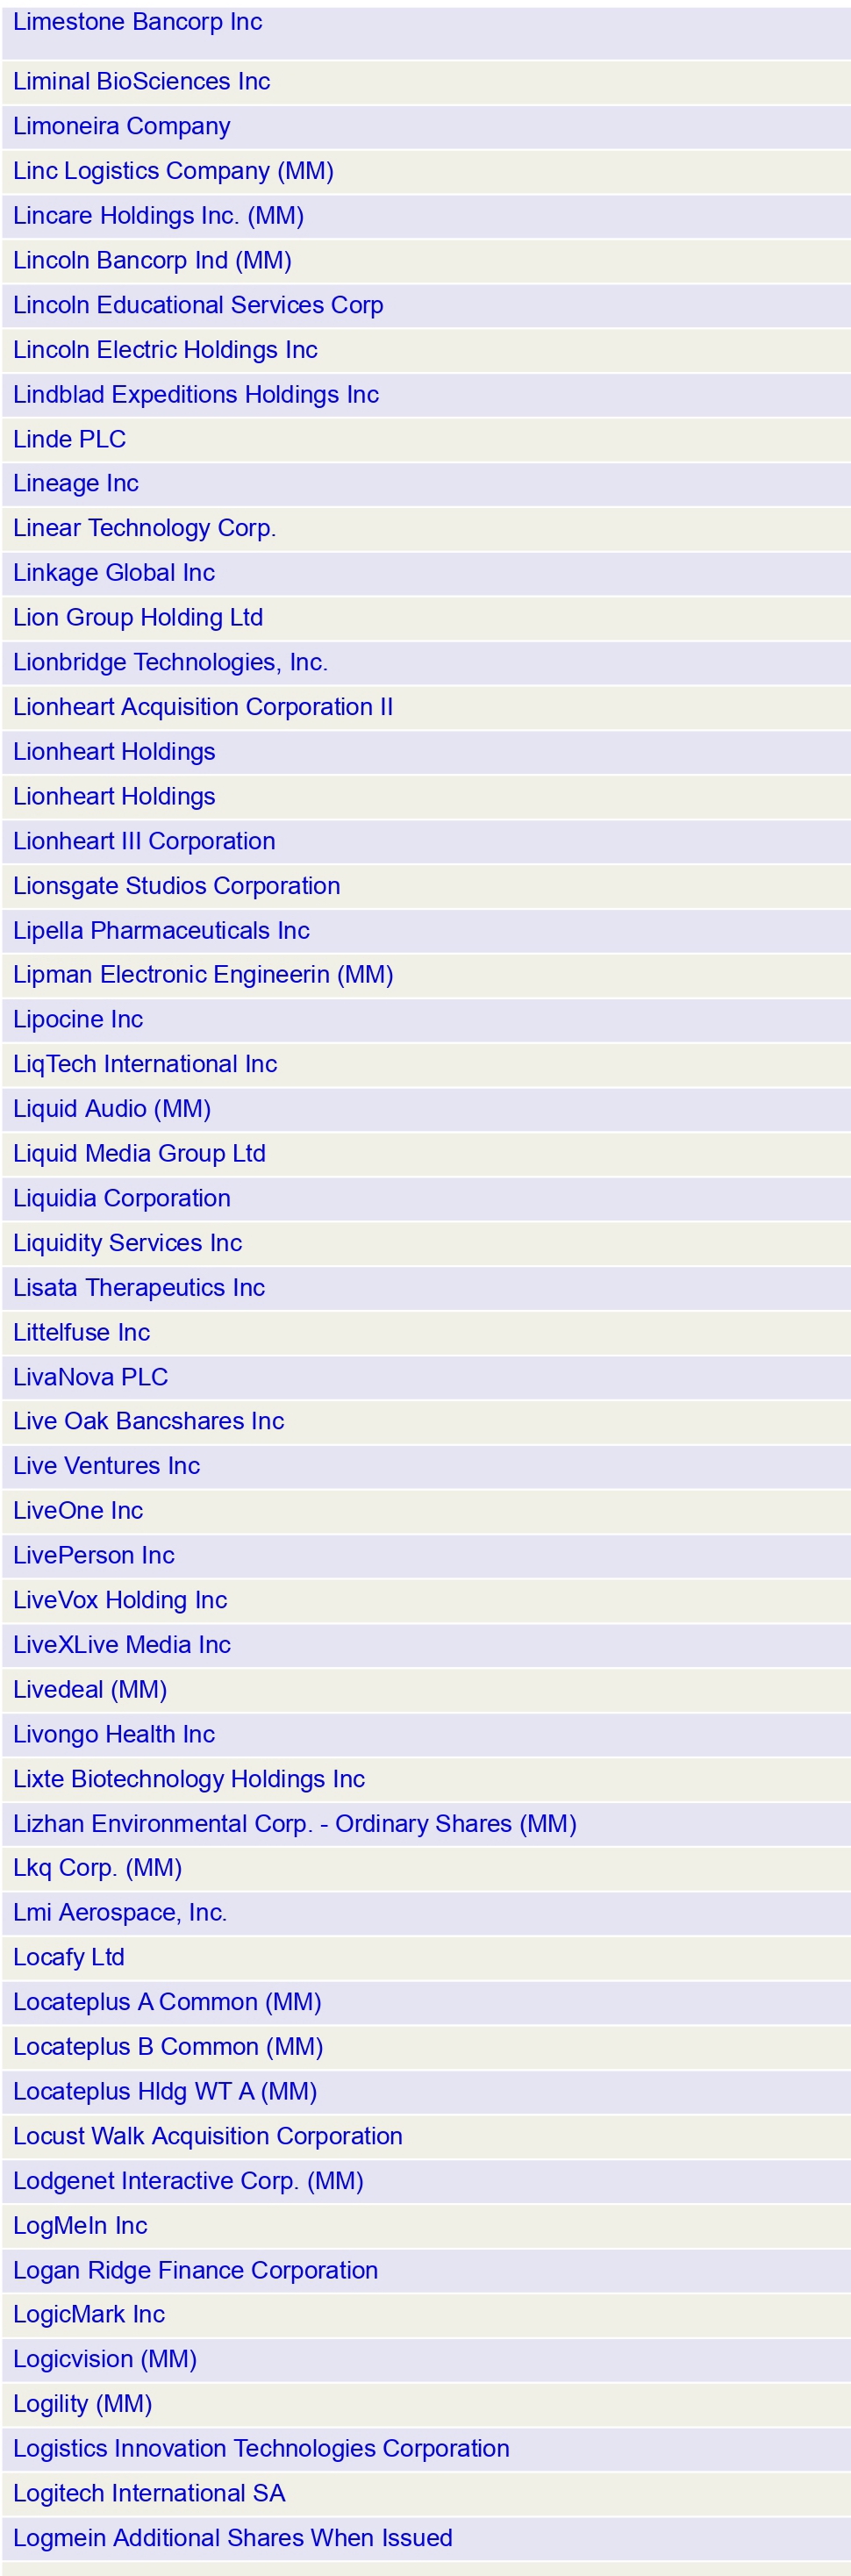 Limestone Bancorp Inc
Liminal BioSciences Inc
Limoneira Company
Linc Logistics Company (MM)
Lincare Holdings Inc. (MM)
Lincoln Bancorp Ind (MM)
Lincoln Educational Services Corp
Lincoln Electric Holdings Inc
Lindblad Expeditions Holdings Inc
Linde PLC
Lineage Inc
Linear Technology Corp.
Linkage Global Inc
Lion Group Holding Ltd
Lionbridge Technologies, Inc.
Lionheart Acquisition Corporation II
Lionheart Holdings
Lionheart Holdings
Lionheart III Corporation
Lionsgate Studios Corporation
Lipella Pharmaceuticals Inc
Lipman Electronic Engineerin (MM)
Lipocine Inc
LiqTech International Inc
Liquid Audio (MM)
Liquid Media Group Ltd
Liquidia Corporation
Liquidity Services Inc
Lisata Therapeutics Inc
Littelfuse Inc
LivaNova PLC
Live Oak Bancshares Inc
Live Ventures Inc
LiveOne Inc
LivePerson Inc
LiveVox Holding Inc
LiveXLive Media Inc
Livedeal (MM)
Livongo Health Inc
Lixte Biotechnology Holdings Inc
Lizhan Environmental Corp. - Ordinary Shares (MM)
Lkq Corp. (MM)
Lmi Aerospace, Inc.
Locafy Ltd
Locateplus A Common (MM)
Locateplus B Common (MM)
Locateplus Hldg WT A (MM)
Locust Walk Acquisition Corporation
Lodgenet Interactive Corp. (MM)
LogMeIn Inc
Logan Ridge Finance Corporation
LogicMark Inc
Logicvision (MM)
Logility (MM)
Logistics Innovation Technologies Corporation
Logitech International SA
Logmein Additional Shares When Issued